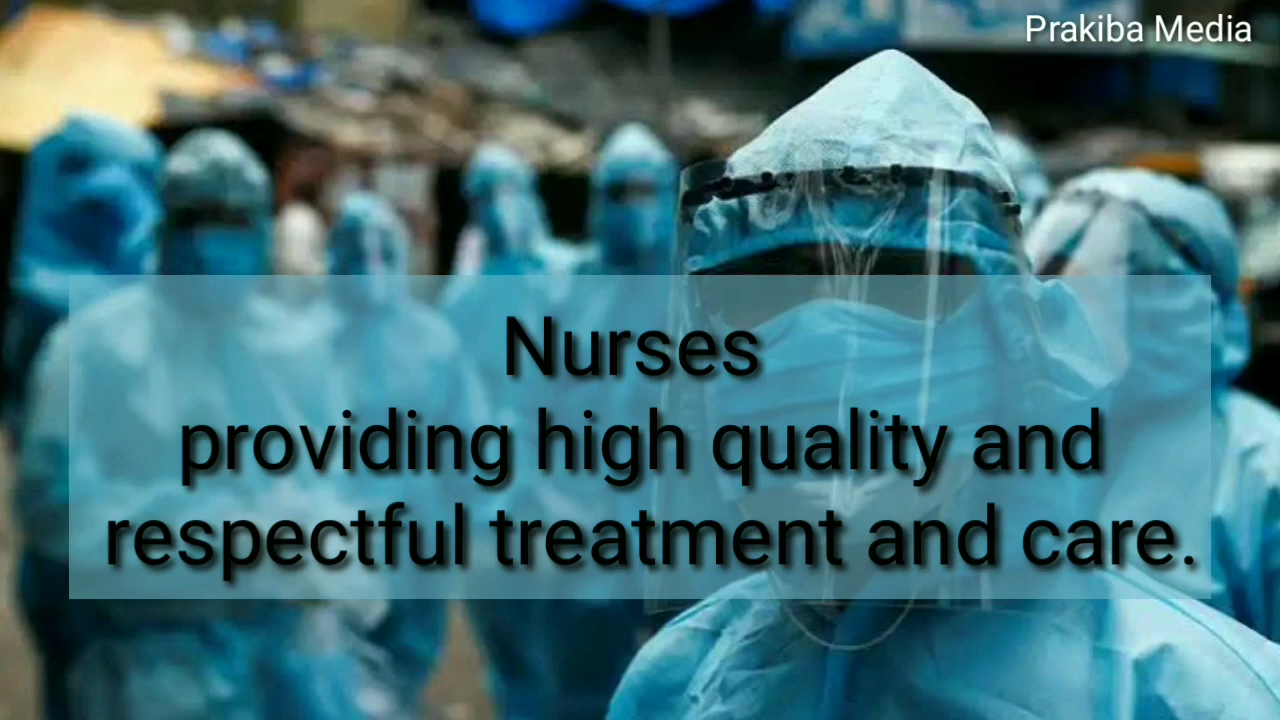 Prakiba Media
Nurses
providing high quality and
respectful treatment and care.